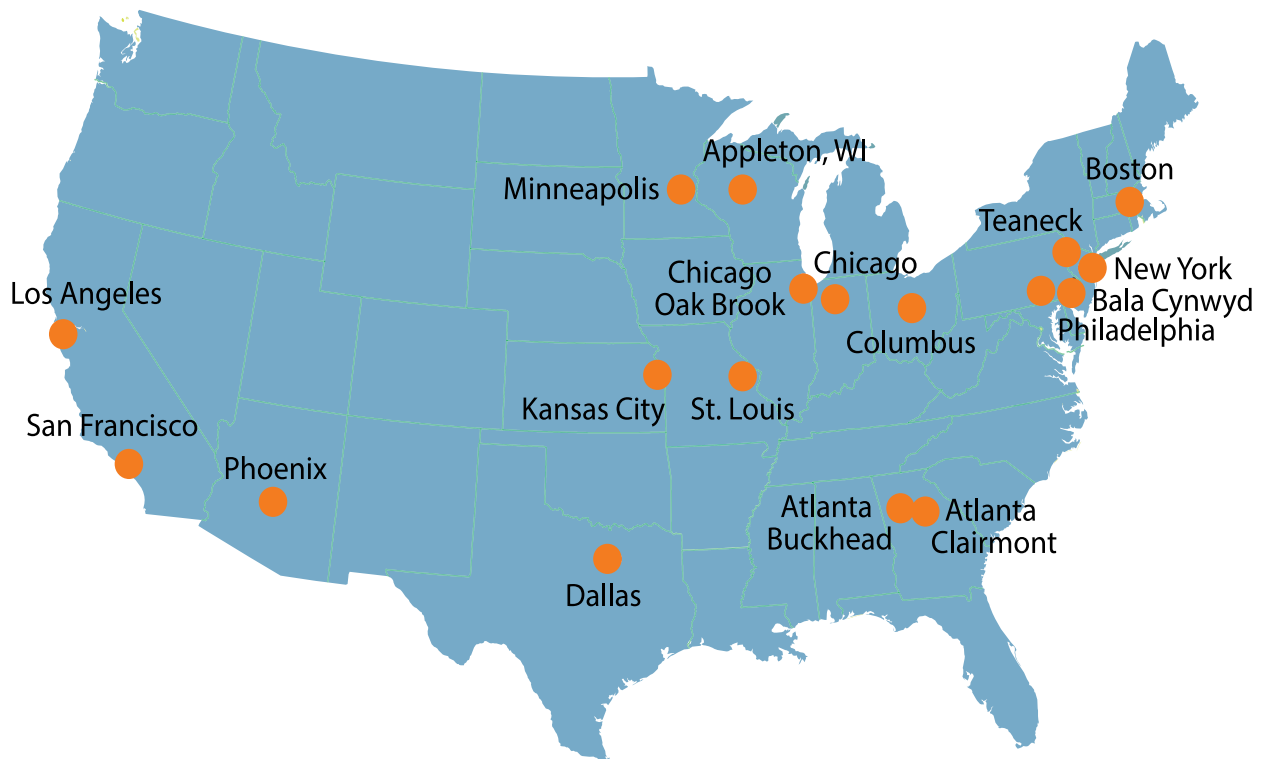 Appleton, WI
Boston
Minneapolis
Teaneck
Chicago
Chicago
Oak Brook
New York
Los Angeles
Bala Cynwyd
Philadelphia
Columbus
Kansas City
St. Louis
San Francisco
Phoenix
Atlanta
Buckhead
Atlanta
Clairmont
Dallas